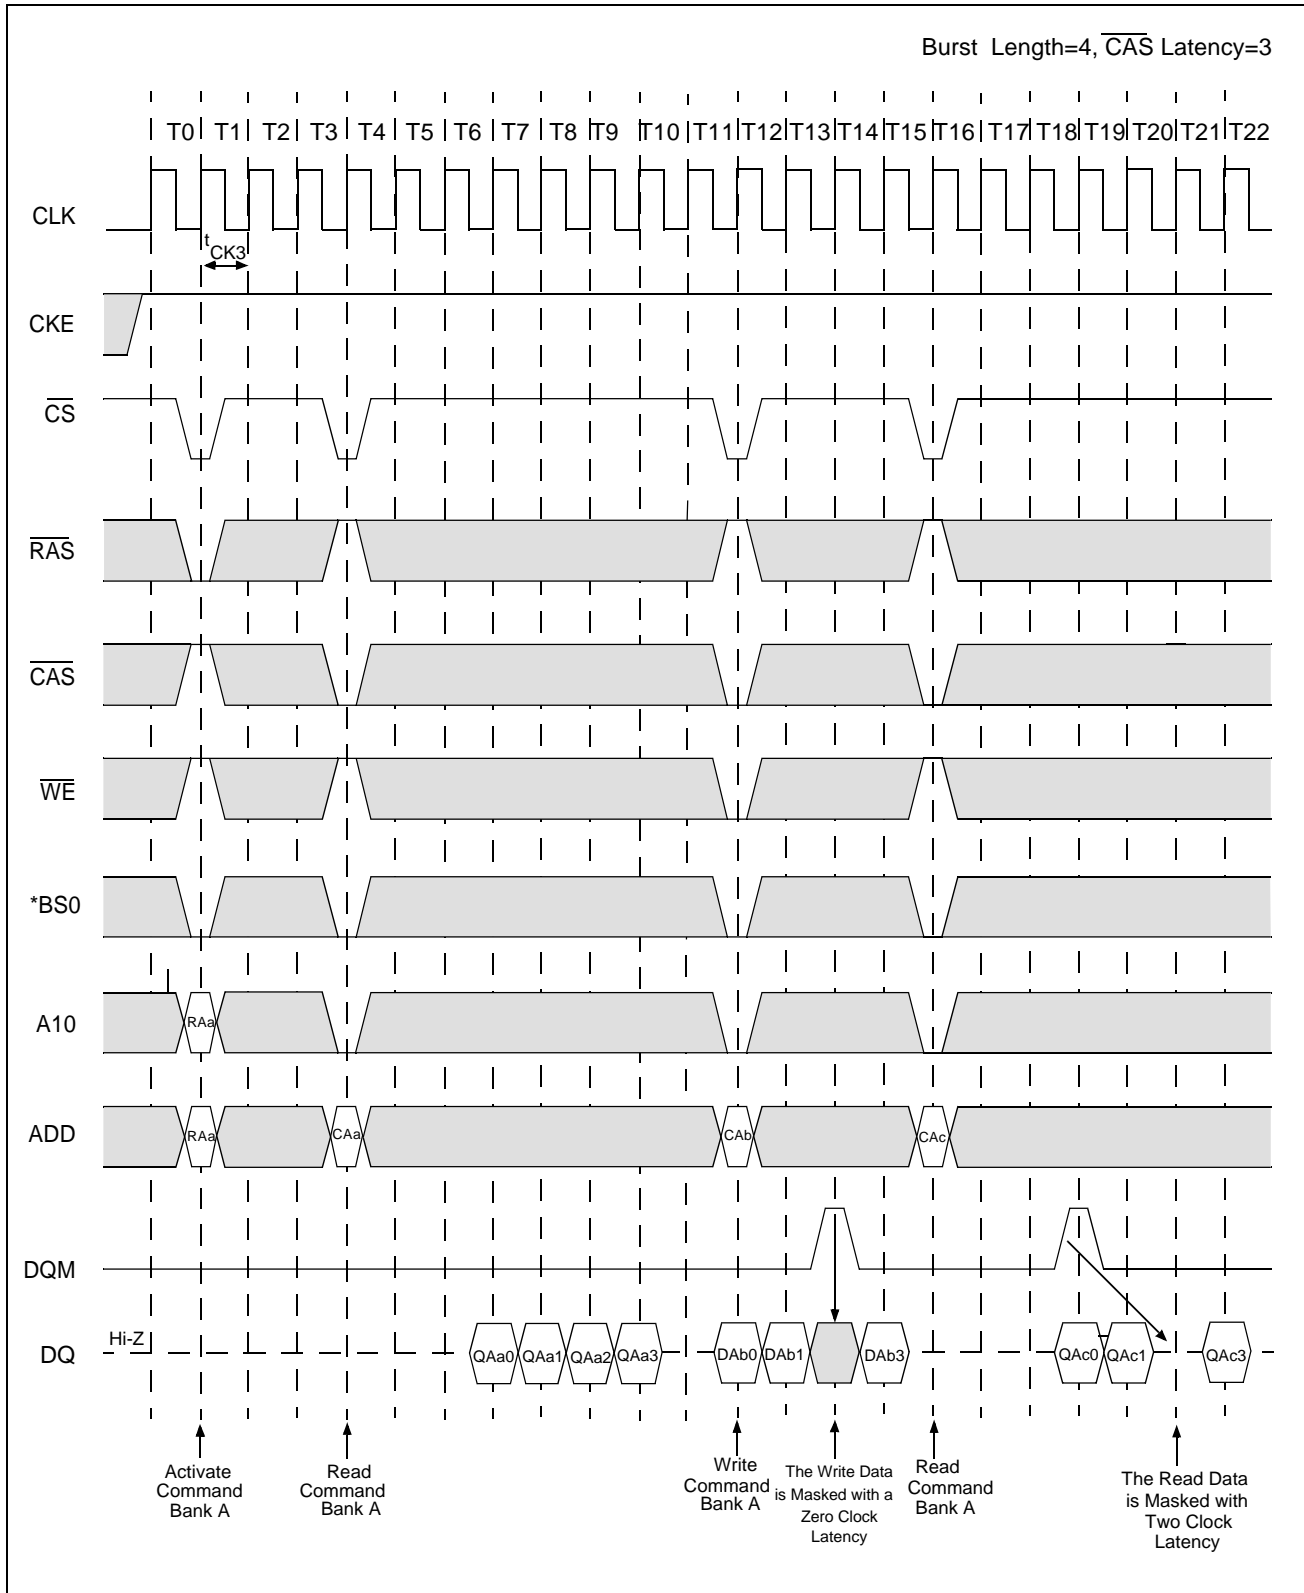 Burst Length=4, CAS Latency=3
T0 T1 T2 T3 T4 T5 T6 T7 T8 T9 T10 T11 T12 T13 T14 T15 T16 T17 T18 T19 T20 T21 T22
CLK
tCK3
CKE
CS
RAS
CAS
WE
*BS0
A10
RAa
ADD
RAa CAa CAb CAc
DQM
Hi-Z
DQ
QAa0 QAa1 QAa2 QAa3 DAb0 DAb1 DAb3 QAc0 QAc1 QAc3
Activate
Command
Bank A
Read
Command
Bank A
Write
Command
Bank A
The Write Data
is Masked with a
Zero Clock
Latency
Read
Command
Bank A
The Read Data
is Masked with
Two Clock
Latency